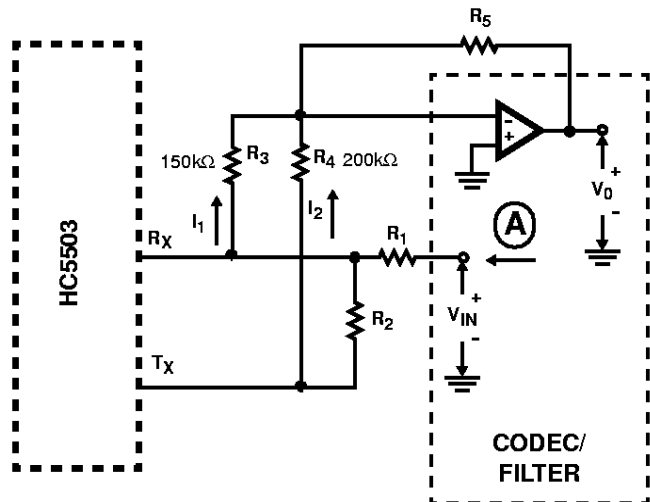 R5
HC5503
-
+
150kΩ
R3
R4 200kΩ
I1
I2
+
V0
-
RX
R1
A
R2
+
VIN
-
TX
CODEC/
FILTER